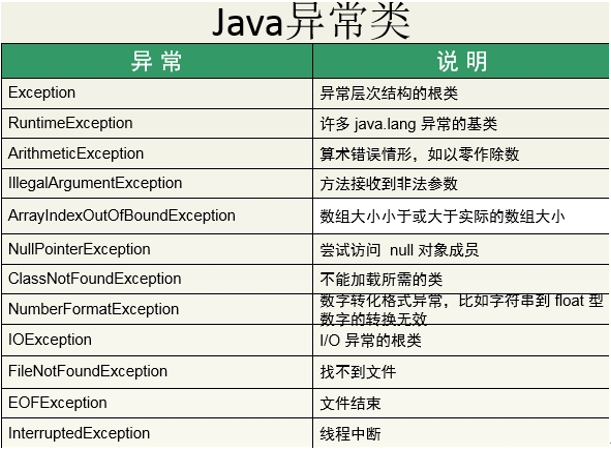 Java异常类
异 常 说 明
Exception 异常层次结构的根类
RuntimeException 许多 java.lang 异常的基类
ArithmeticException 算术错误情形，如以零作除数
IllegalArgumentException 方法接收到非法参数
ArrayIndexOutOfBoundException 数组大小小于或大于实际的数组大小
NullPointerException 尝试访问 null 对象成员
ClassNotFoundException 不能加载所需的类
NumberFormatException 数字转化格式异常，比如字符串到 float 型
数字的转换无效
IOException I/O 异常的根类
FileNotFoundException 找不到文件
EOFException 文件结束
InterruptedException 线程中断